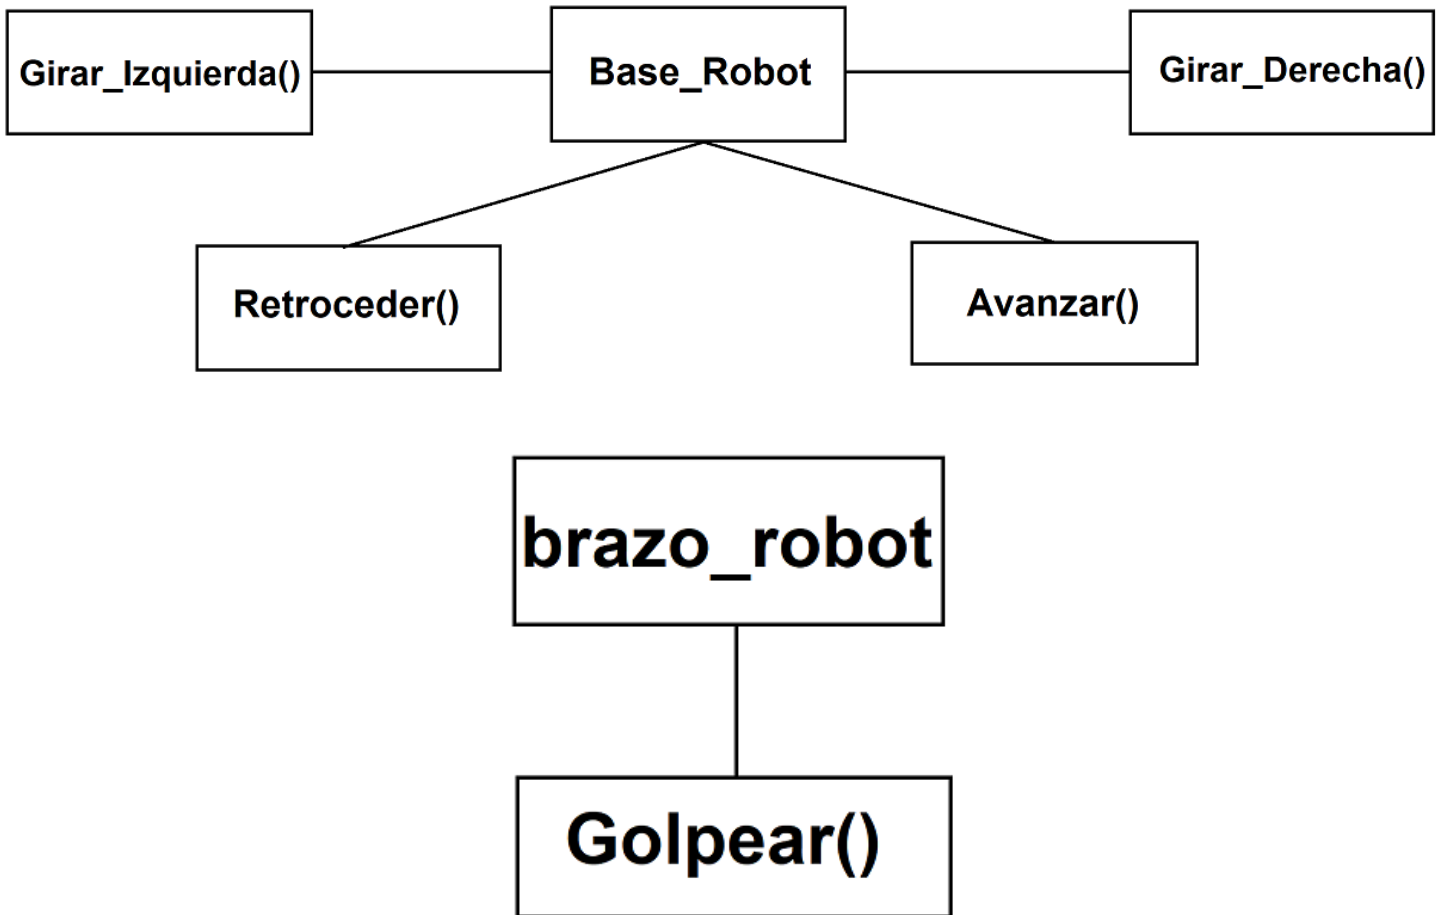 Girar_Izquierda()
Base_Robot
Girar_Derecha()
Retroceder()
Avanzar()
brazo_robot
Golpear()